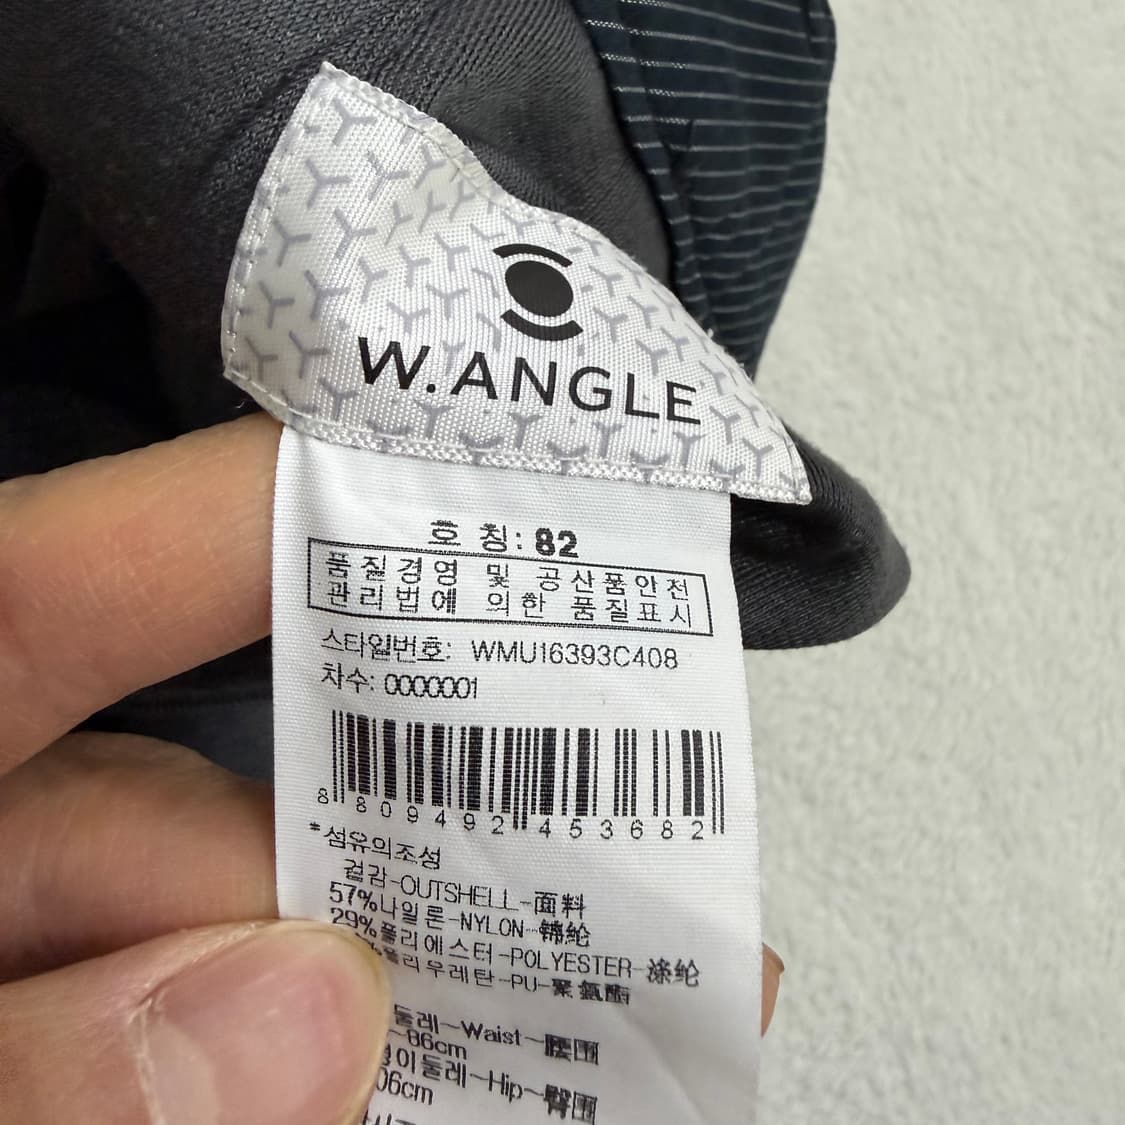 W.ANGLE
호 칭: 82
품질경영 및 공산품안전
관리법에 의한 품질표시
스타일번호: WMU16393C408
차수: 0000001
8 809492 453682
*섬유의조성
겉감-OUTSHELL-面料
57%나일론-NYLON-锦纶
29%폴리에스터-POLYESTER-涤纶
폴리우레탄-PU-聚氨酯
둘레~Waist~腰围
~86cm
이둘레~Hip~臀围
06cm